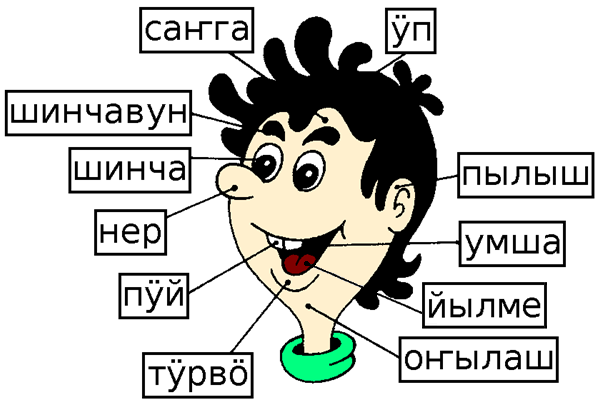 саҥга
ӱп
шинчавун
шинча
пылыш
нер
умша
пӱй
йылме
тӱрвӧ
оҥылаш